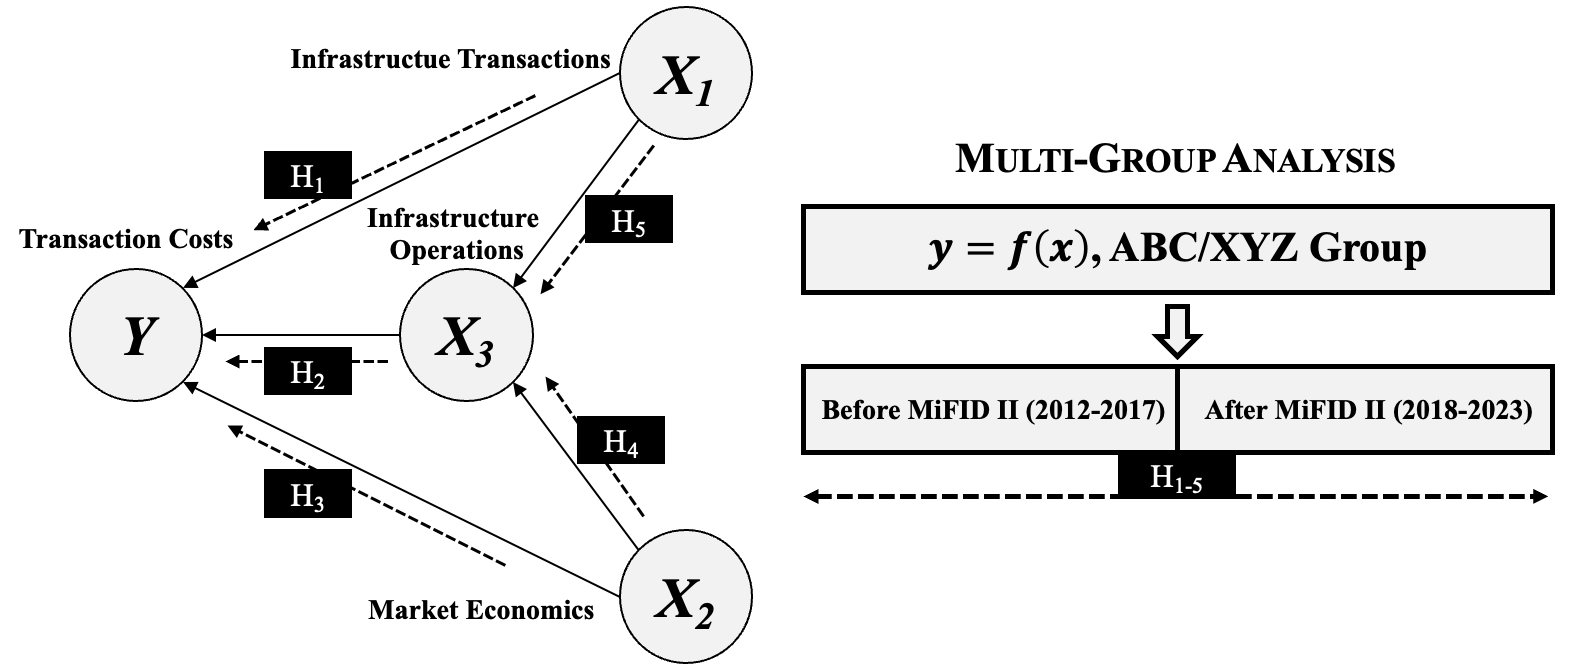 Infrastructue Transactions
X₁
H₁
Infrastructure
Operations
H₅
Transaction Costs
Y
X₃
H₂
H₄
H₃
Market Economics
X₂
MULTI-GROUP ANALYSIS
y = f(x), ABC/XYZ Group
Before MiFID II (2012-2017)
After MiFID II (2018-2023)
H₁₋₅